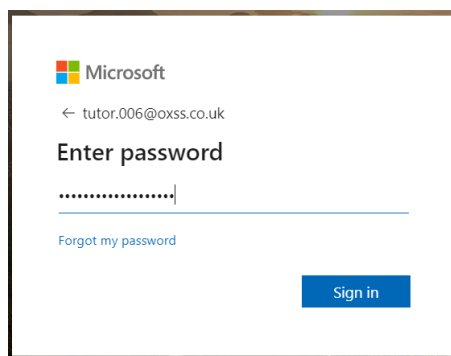 Microsoft
← tutor.006@oxss.co.uk
Enter password
•••••••••••••••••••
Forgot my password
Sign in